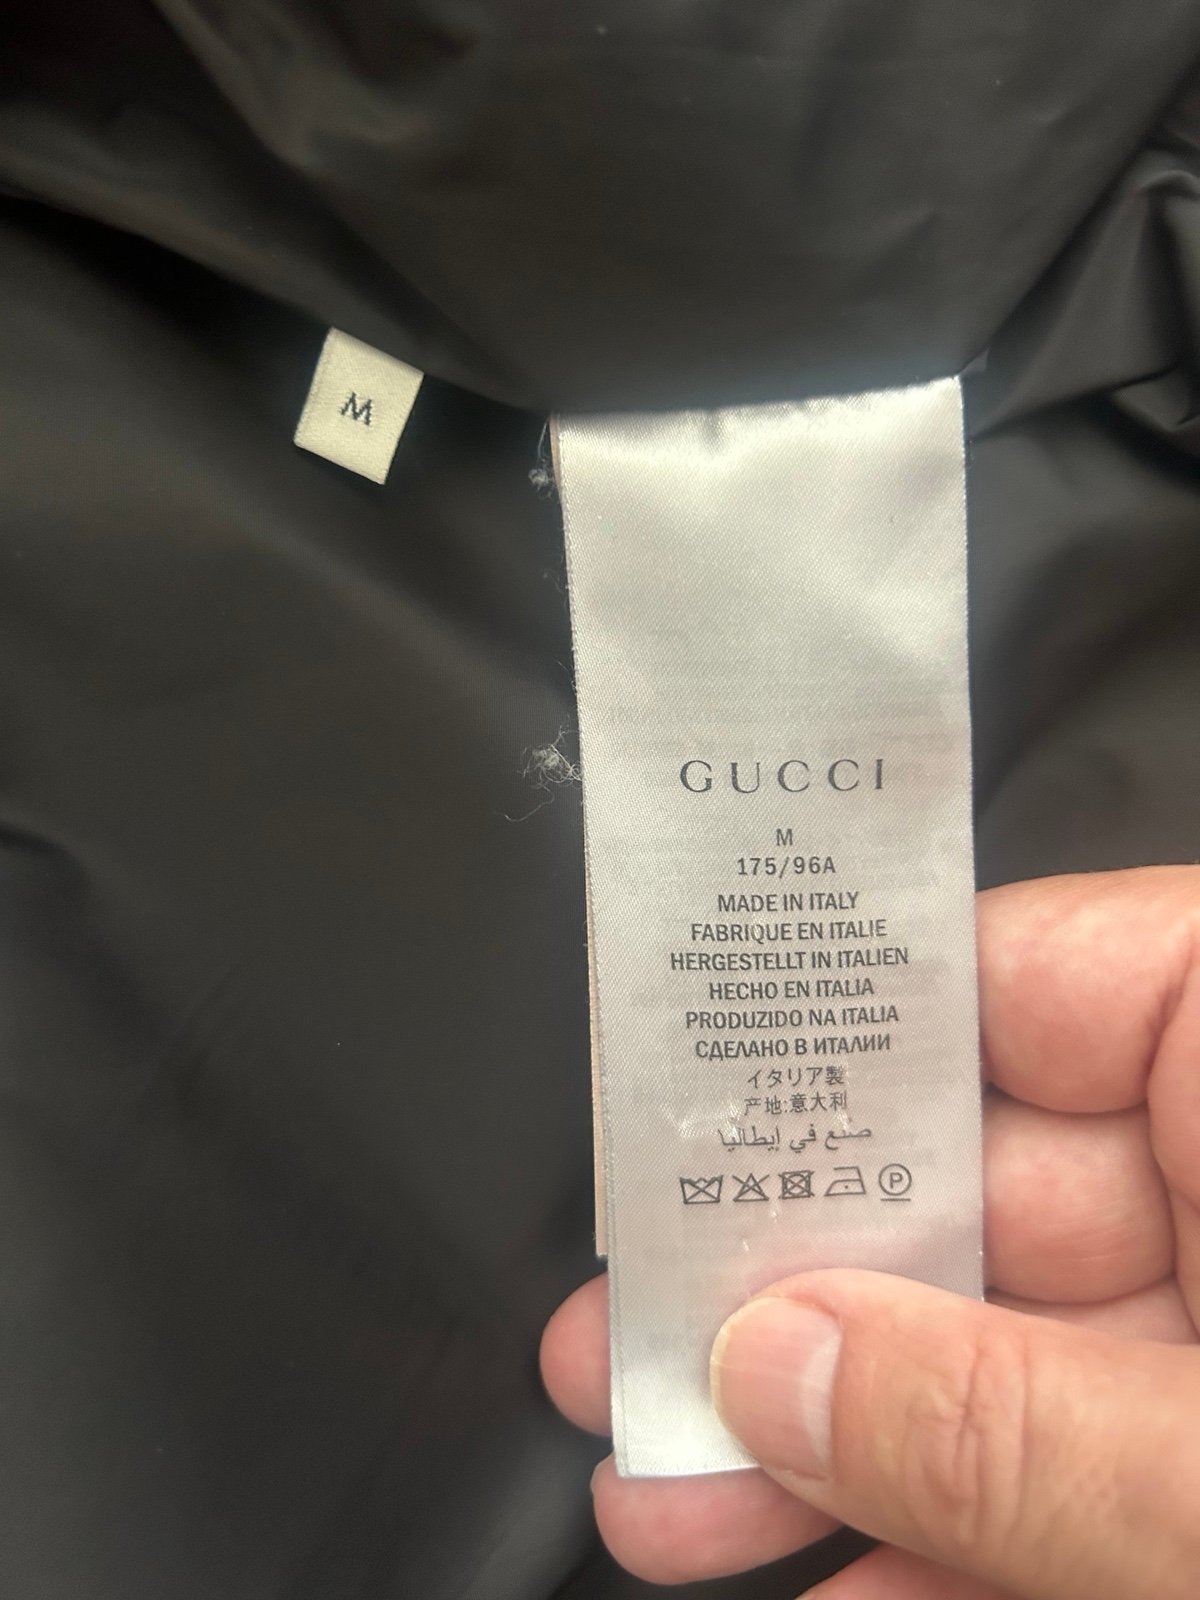 M
GUCCI
M
175/96A
MADE IN ITALY
FABRIQUE EN ITALIE
HERGESTELLT IN ITALIEN
HECHO EN ITALIA
PRODUZIDO NA ITALIA
СДЕЛАНО В ИТАЛИИ
イタリア製
产地:意大利
صنع في إيطاليا
P